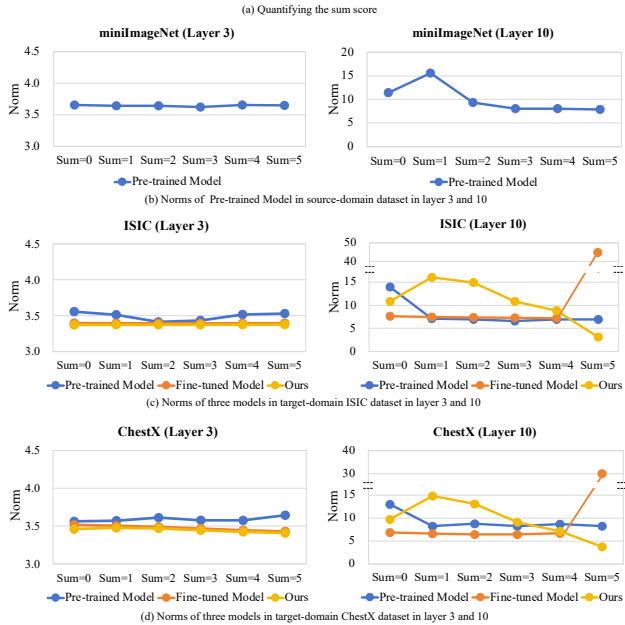 (a) Quantifying the sum score
miniImageNet (Layer 3)
4.5
4.0
3.5
3.0
Norm
Sum=0 Sum=1 Sum=2 Sum=3 Sum=4 Sum=5
Pre-trained Model
miniImageNet (Layer 10)
20
15
10
5
0
Norm
Sum=0 Sum=1 Sum=2 Sum=3 Sum=4 Sum=5
Pre-trained Model
(b) Norms of Pre-trained Model in source-domain dataset in layer 3 and 10
ISIC (Layer 3)
4.5
4.0
3.5
3.0
Norm
Sum=0 Sum=1 Sum=2 Sum=3 Sum=4 Sum=5
Pre-trained Model Fine-tuned Model Ours
ISIC (Layer 10)
50
40
15
10
5
0
Norm
Sum=0 Sum=1 Sum=2 Sum=3 Sum=4 Sum=5
Pre-trained Model Fine-tuned Model Ours
(c) Norms of three models in target-domain ISIC dataset in layer 3 and 10
ChestX (Layer 3)
4.5
4.0
3.5
3.0
Norm
Sum=0 Sum=1 Sum=2 Sum=3 Sum=4 Sum=5
Pre-trained Model Fine-tuned Model Ours
ChestX (Layer 10)
40
30
15
10
5
0
Norm
Sum=0 Sum=1 Sum=2 Sum=3 Sum=4 Sum=5
Pre-trained Model Fine-tuned Model Ours
(d) Norms of three models in target-domain ChestX dataset in layer 3 and 10